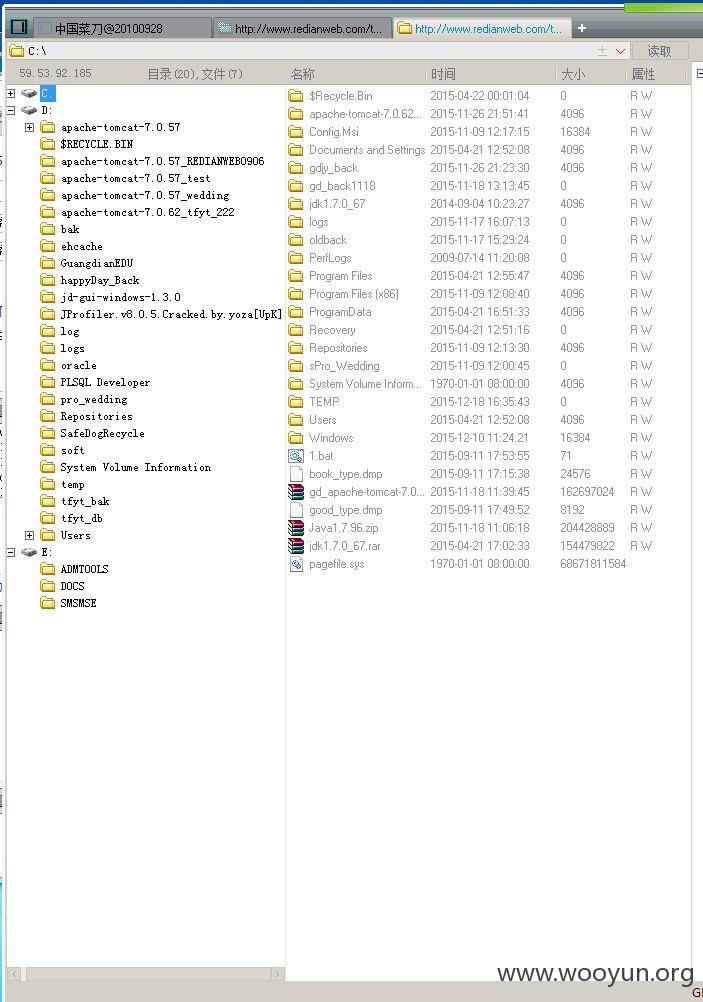 中国菜刀@20100928 http://www.redianweb.com/t... http://www.redianweb.com/t... +
C:\ 读取
59.53.92.185 目录(20),文件(7) 名称 时间 大小 属性
C:
D:
apache-tomcat-7.0.57
$RECYCLE.BIN
apache-tomcat-7.0.57_REDIANWEB0906
apache-tomcat-7.0.57_test
apache-tomcat-7.0.57_wedding
apache-tomcat-7.0.62_tfyt_222
bak
ehcache
GuangdianEDU
happyDay_Back
jd-gui-windows-1.3.0
JProfiler.v8.0.5.Cracked.by.yoza[UpK]
log
logs
oracle
PLSQL Developer
pro_wedding
Repositories
SafeDogRecycle
soft
System Volume Information
temp
tfyt_bak
tfyt_db
Users
E:
ADMTOOLS
DOCS
SMSMSE
$Recycle.Bin 2015-04-22 00:01:04 0 R W
apache-tomcat-7.0.62... 2015-11-26 21:51:41 4096 R W
Config.Msi 2015-11-09 12:17:15 16384 R W
Documents and Settings 2015-04-21 12:52:08 4096 R W
gdjy_back 2015-11-26 21:23:30 4096 R W
gd_back1118 2015-11-18 13:13:45 0 R W
jdk1.7.0_67 2014-09-04 10:23:27 4096 R W
logs 2015-11-17 16:07:13 0 R W
oldback 2015-11-17 15:29:24 0 R W
PerfLogs 2009-07-14 11:20:08 0 R W
Program Files 2015-04-21 12:55:47 4096 R W
Program Files (x86) 2015-11-09 12:08:40 4096 R W
ProgramData 2015-04-21 16:51:33 4096 R W
Recovery 2015-04-21 12:51:16 0 R W
Repositories 2015-11-09 12:13:30 4096 R W
sPro_Wedding 2015-11-09 12:00:45 0 R W
System Volume Inform... 1970-01-01 08:00:00 4096 R W
TEMP 2015-12-18 16:35:43 0 R W
Users 2015-04-21 12:52:08 4096 R W
Windows 2015-12-10 11:24:21 16384 R W
1.bat 2015-09-11 17:53:55 71 R W
book_type.dmp 2015-09-11 17:15:38 24576 R W
gd_apache-tomcat-7.0... 2015-11-18 11:39:45 162697024 R W
good_type.dmp 2015-09-11 17:49:52 8192 R W
Java1.7.96.zip 2015-11-18 11:06:18 204428889 R W
jdk1.7.0_67.rar 2015-04-21 17:02:33 154479822 R W
pagefile.sys 1970-01-01 08:00:00 68671811584
www.wooyun.org